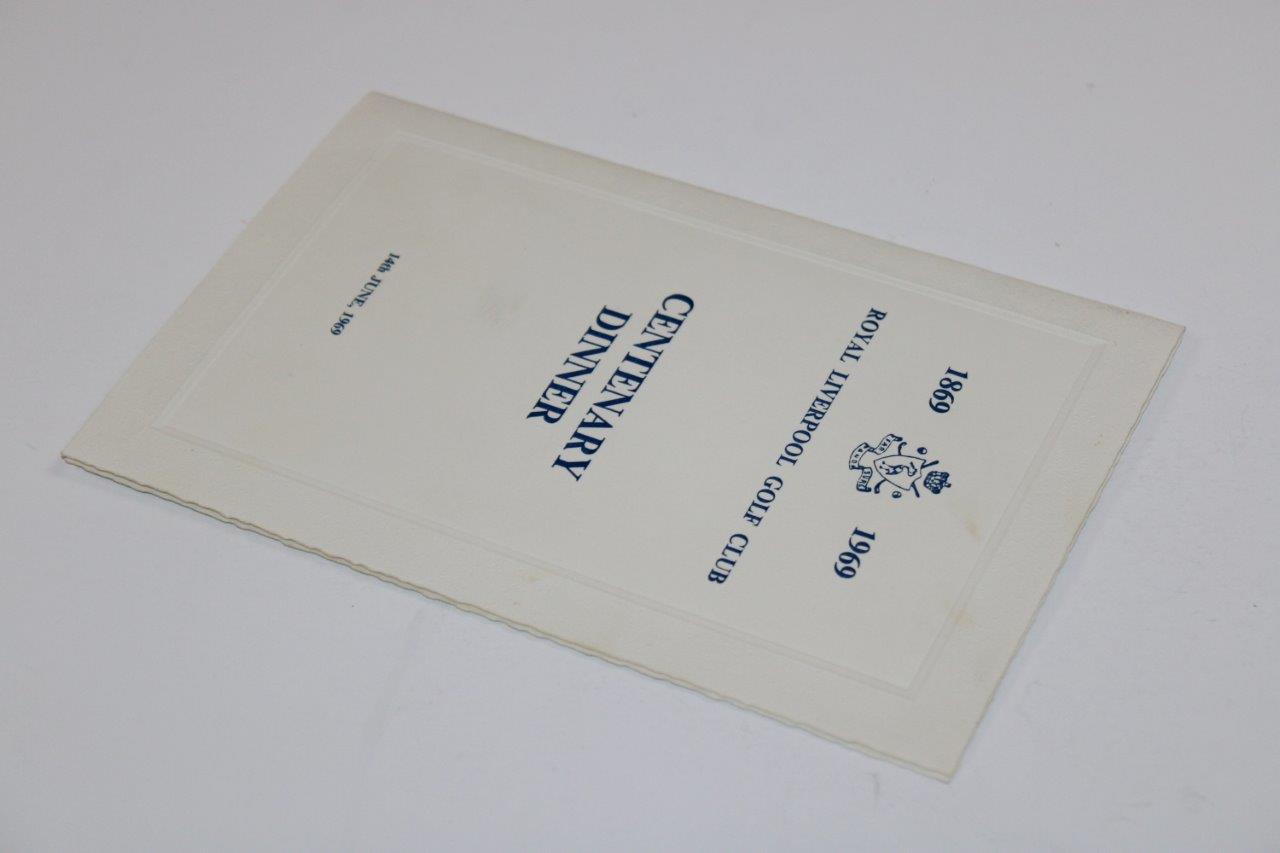 1869 1969
ROYAL LIVERPOOL GOLF CLUB
CENTENARY
DINNER
14th JUNE, 1969